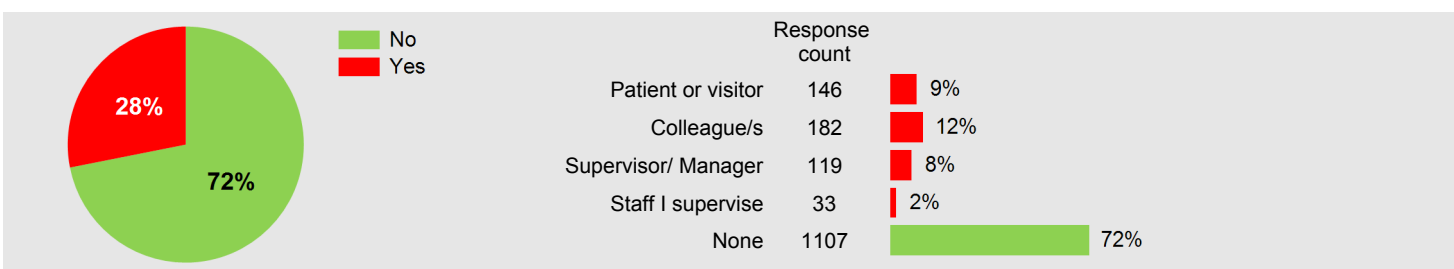 No
Yes
28%
72%
Response
count
Patient or visitor 146 9%
Colleague/s 182 12%
Supervisor/ Manager 119 8%
Staff I supervise 33 2%
None 1107 72%